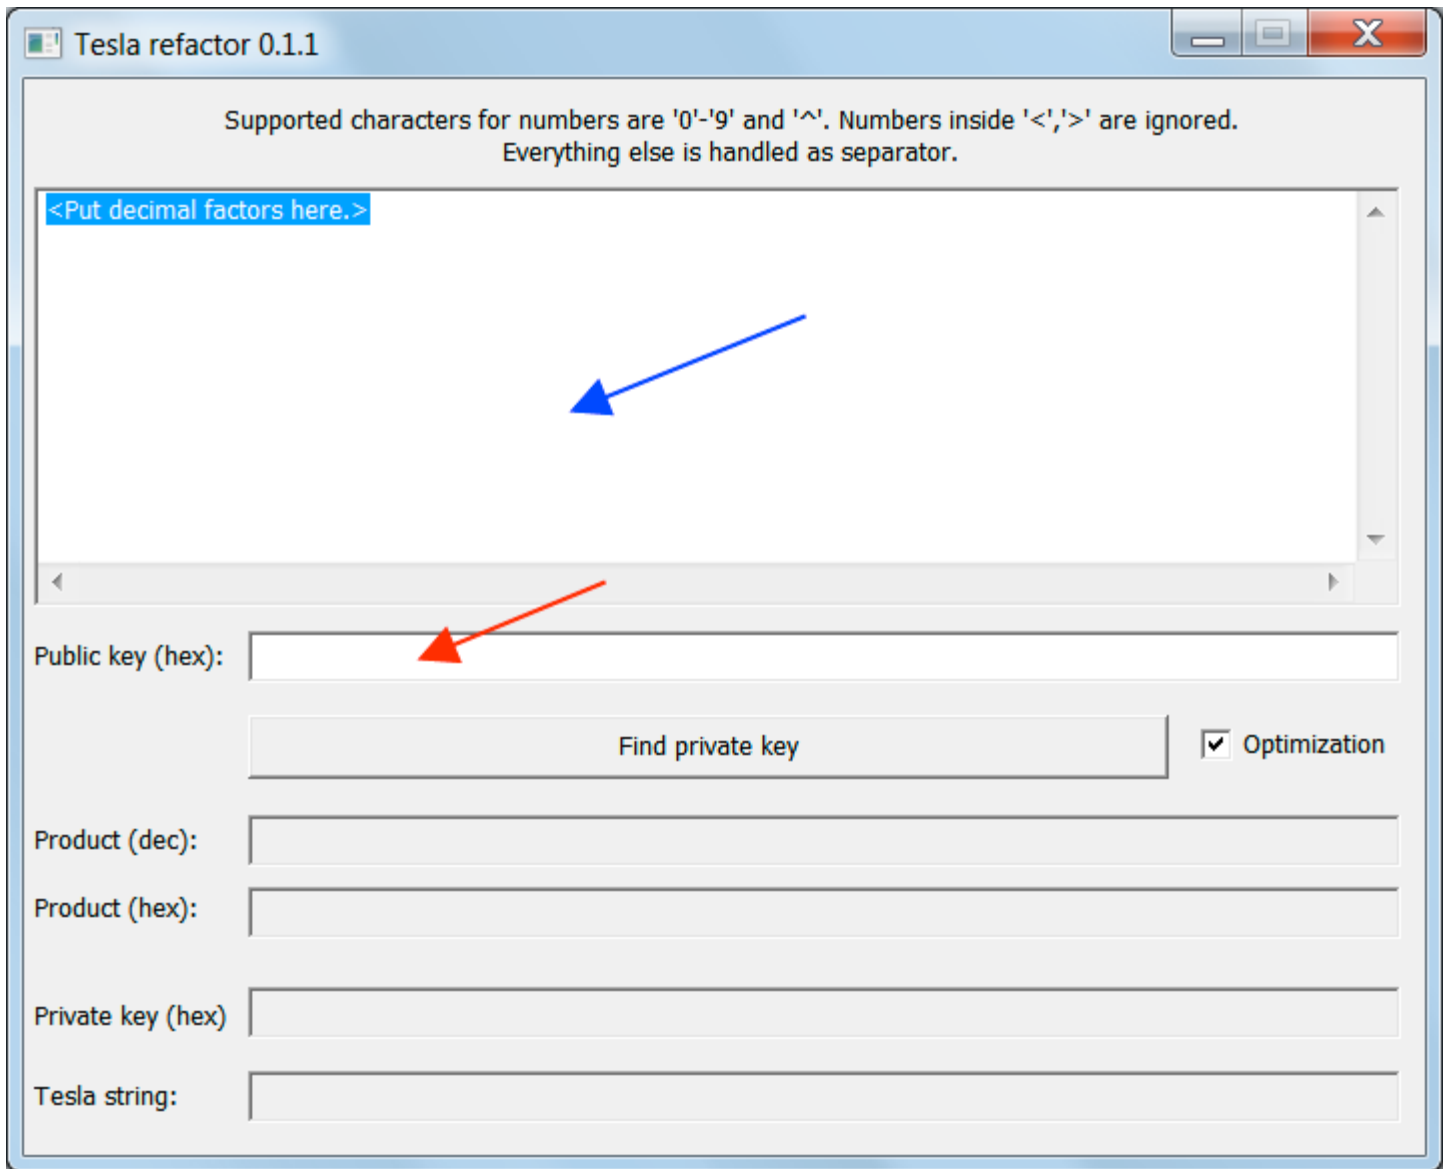 Tesla refactor 0.1.1
Supported characters for numbers are '0'-'9' and '^'. Numbers inside '<','>' are ignored.
Everything else is handled as separator.
<Put decimal factors here.>
Public key (hex):
Find private key
Optimization
Product (dec):
Product (hex):
Private key (hex)
Tesla string: